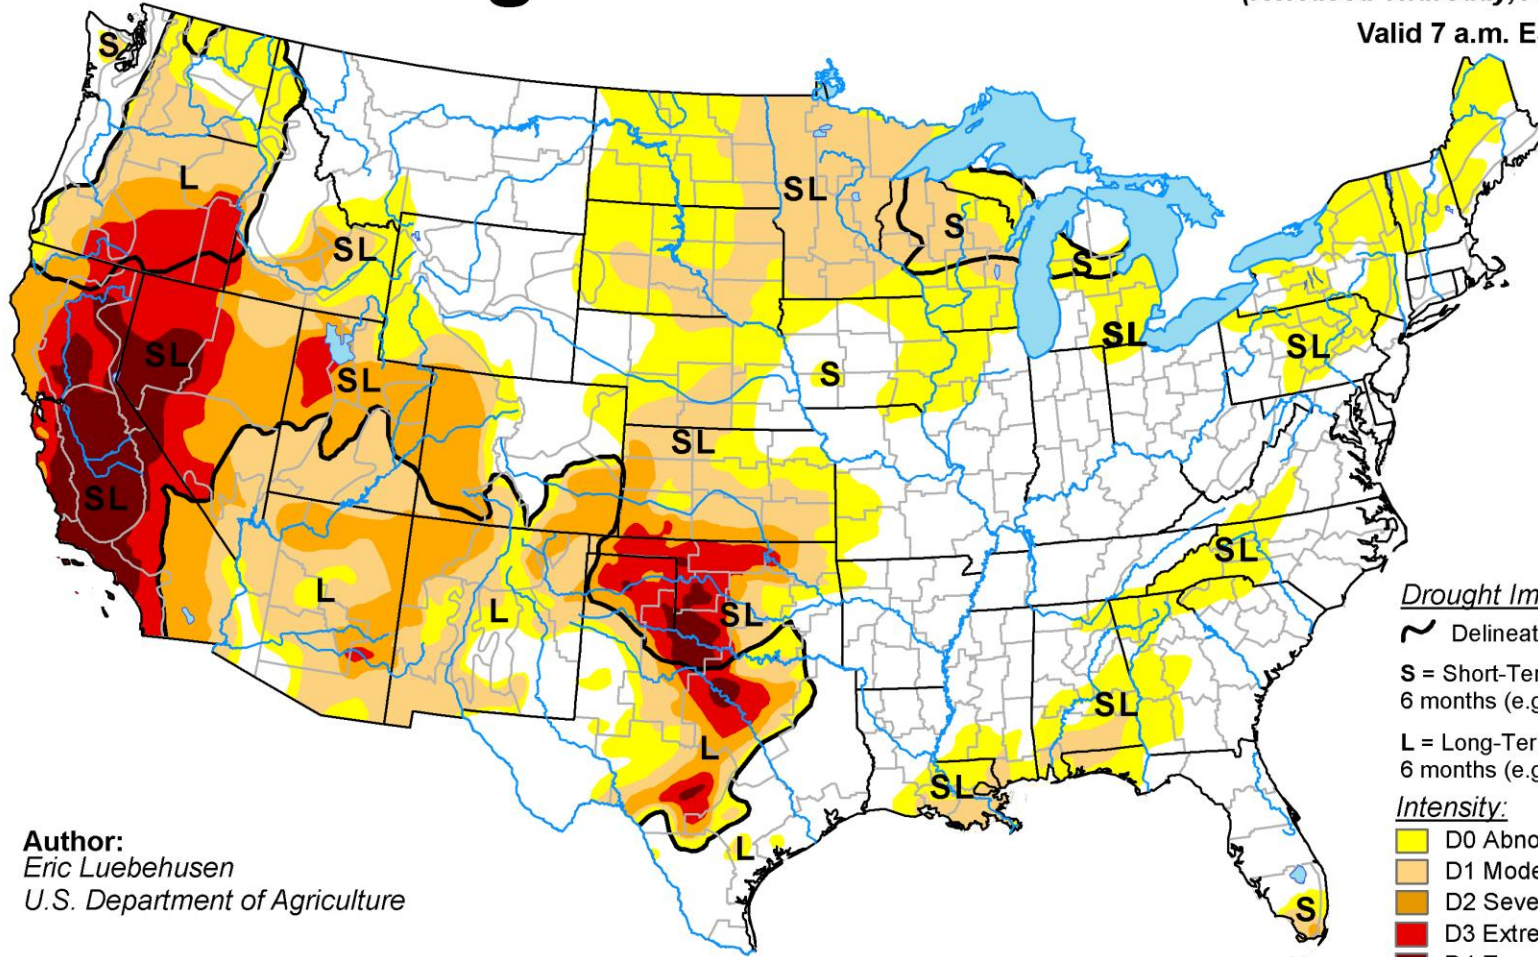 Valid 7 a.m. E
S
L
SL
SL
S
S
SL
SL
SL
SL
S
SL
SL
SL
L
L
SL
SL
SL
L
SL
L
S
Drought Im
Delineat
S = Short-Ter
6 months (e.g
L = Long-Ter
6 months (e.g
Intensity:
D0 Abno
D1 Mode
D2 Seve
D3 Extre
Author:
Eric Luebehusen
U.S. Department of Agriculture